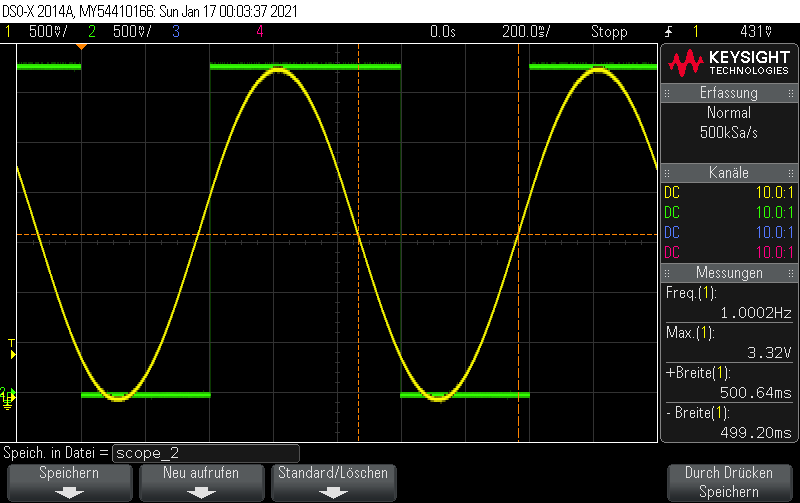 DSO-X 2014A, MY54410166: Sun Jan 17 00:03:37 2021
1 500♉/ 2 500♉/ 3 4 0.0s 200.0♉/ Stopp 1 431♉
KEYSIGHT
TECHNOLOGIES
Erfassung
Normal
500kSa/s
Kanäle
DC 10.0:1
DC 10.0:1
DC 10.0:1
DC 10.0:1
Messungen
Freq.(1):
1.0002Hz
Max.(1):
3.32V
+Breite(1):
500.64ms
- Breite(1):
499.20ms
T
2
Speich. in Datei = scope_2
Speichern
Neu aufrufen
Standard/Löschen
Durch Drücken
Speichern